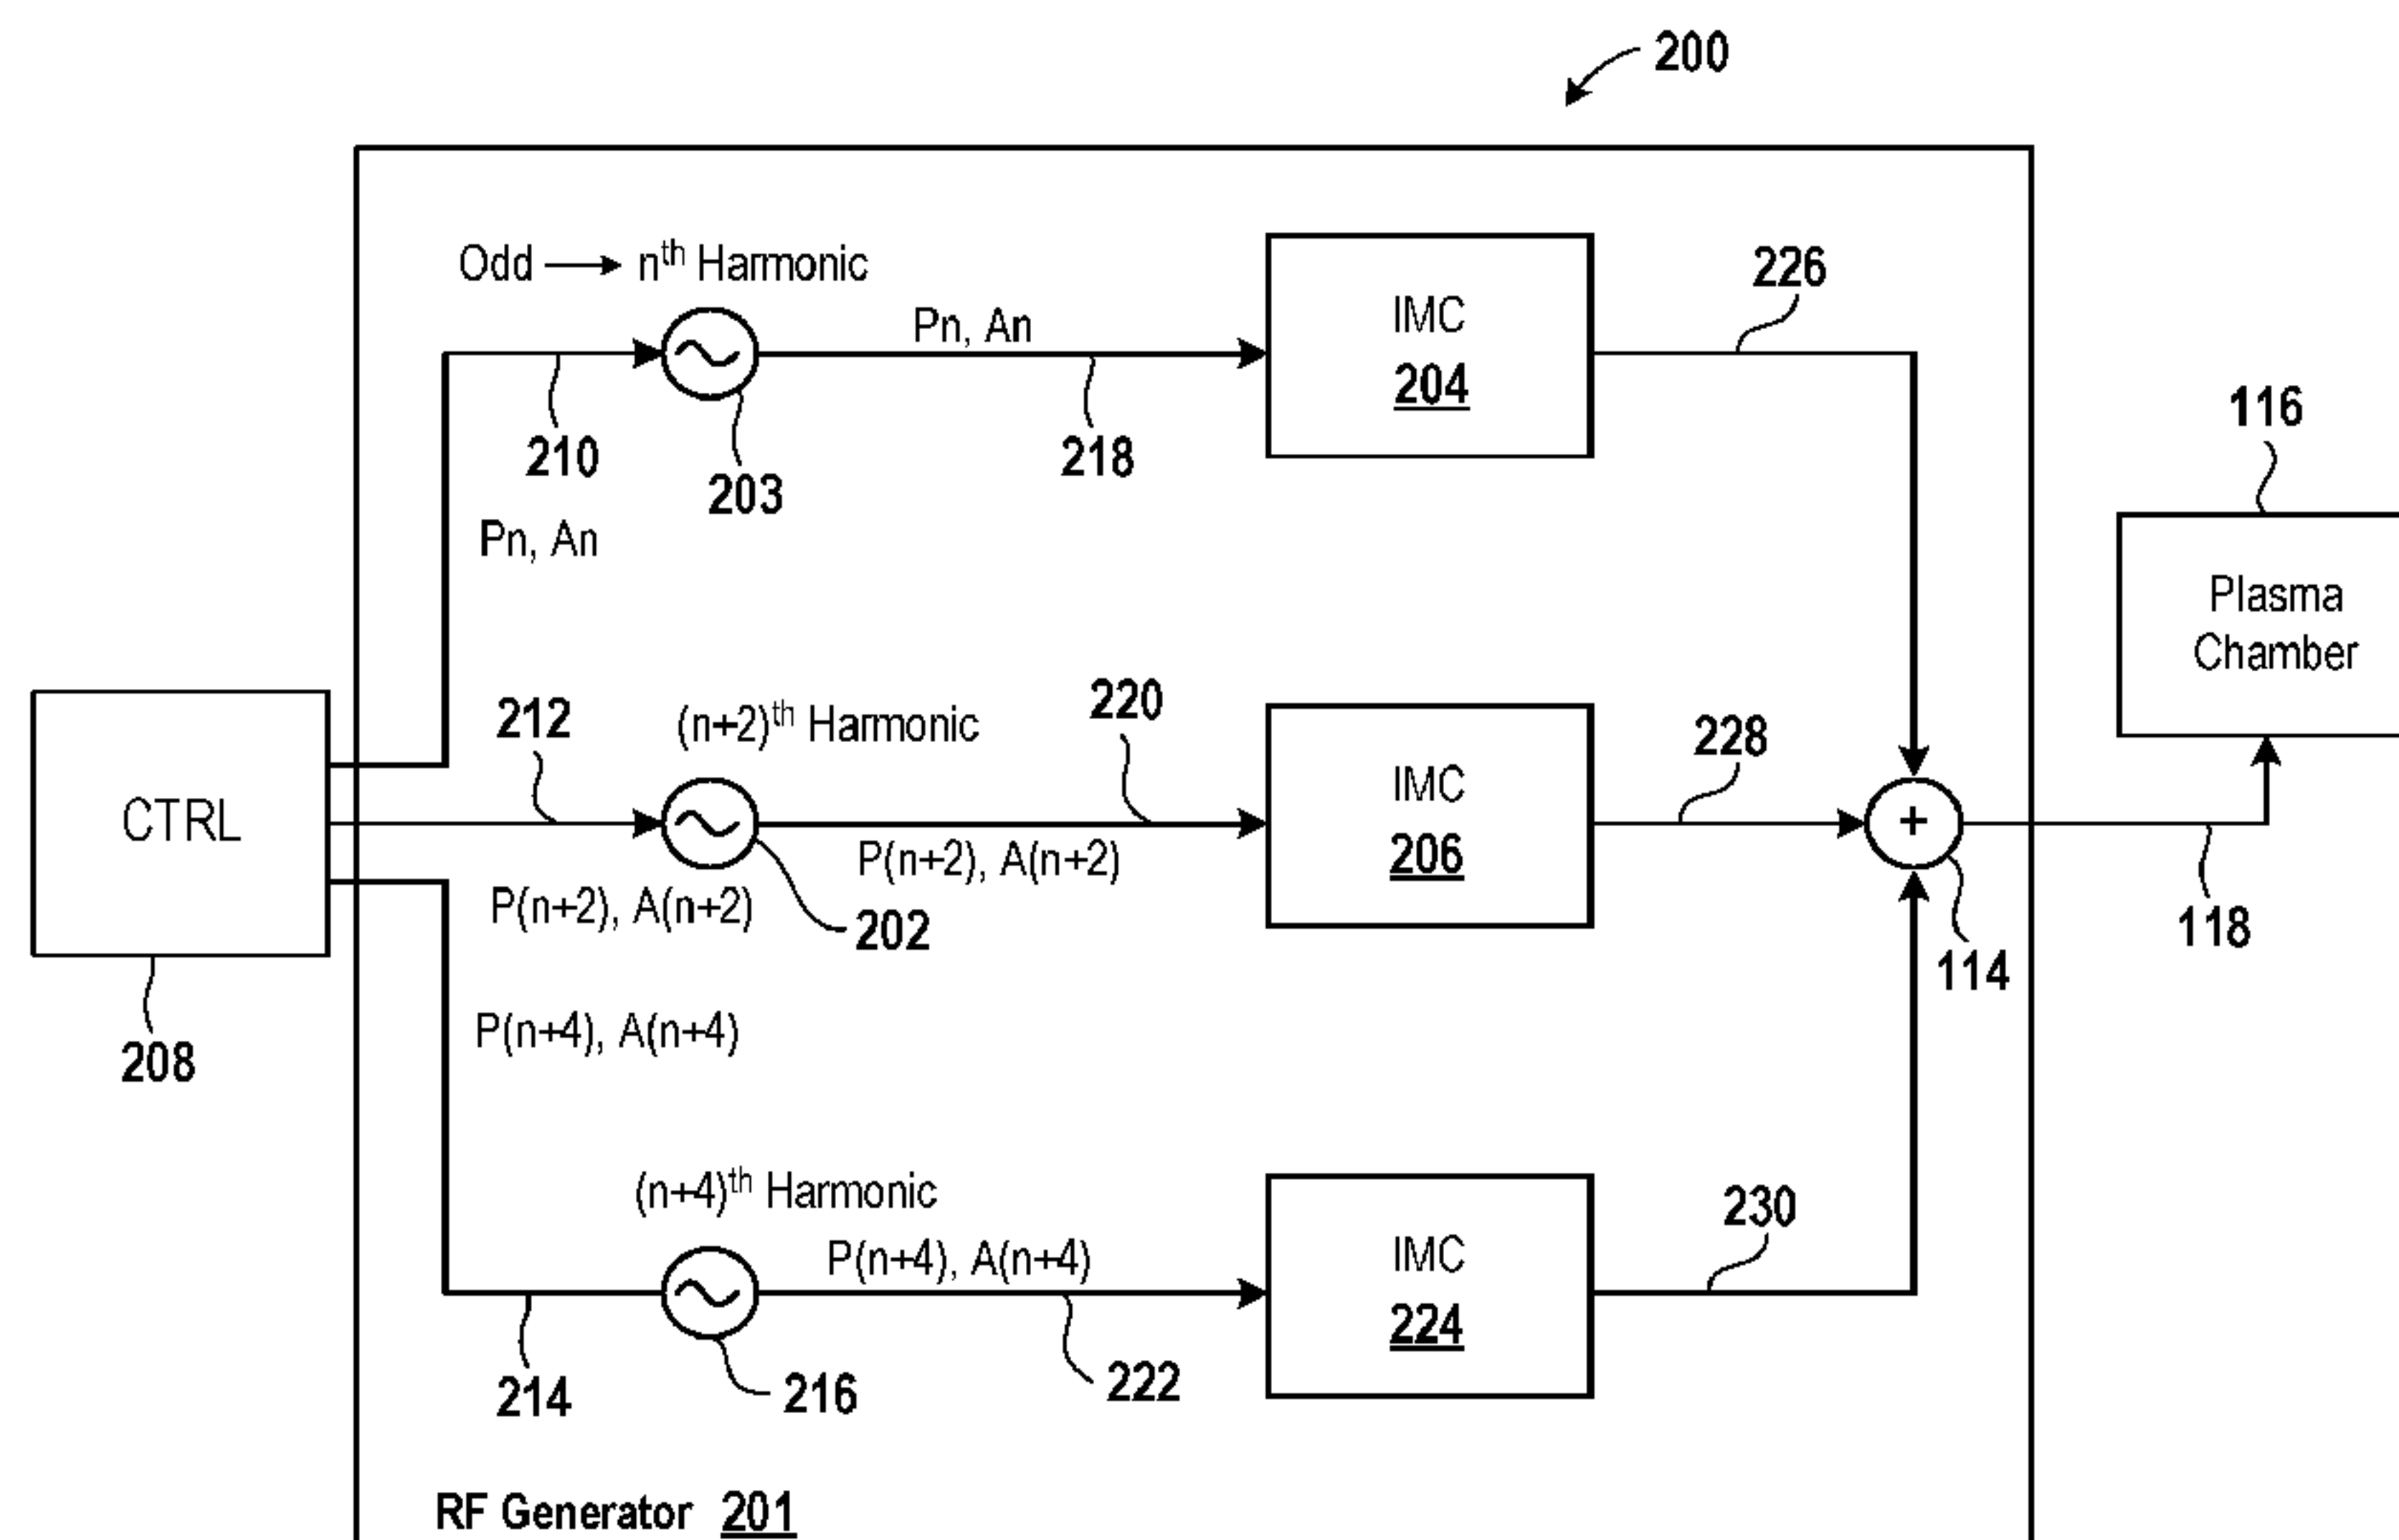 200
Odd → nth Harmonic
Pn, An
IMC
204
226
210
203
218
Pn, An
116
Plasma
Chamber
CTRL
208
212
(n+2)th Harmonic
220
P(n+2), A(n+2)
P(n+2), A(n+2)
202
IMC
206
228
+
114
118
P(n+4), A(n+4)
(n+4)th Harmonic
P(n+4), A(n+4)
214
216
222
IMC
224
230
RF Generator 201